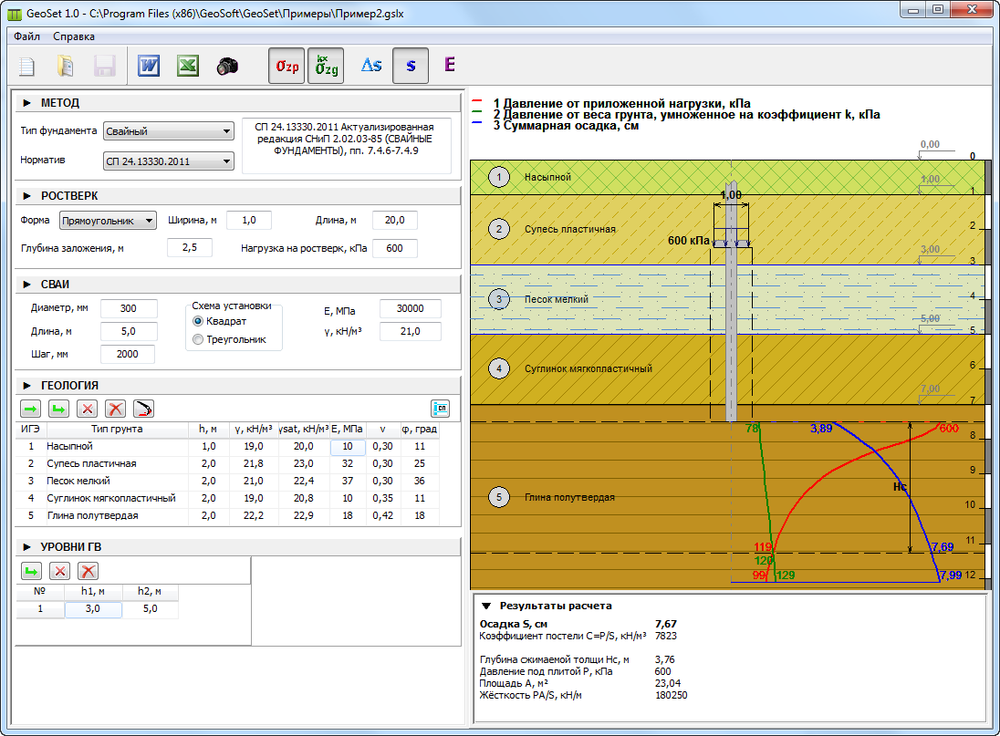 GeoSet 1.0 - C:\Program Files (x86)\GeoSoft\GeoSet\Примеры\Пример2.gslx
Файл Справка
σzp kx σzg Δs s E
МЕТОД
Тип фундамента Свайный
Норматив СП 24.13330.2011
СП 24.13330.2011 Актуализированная
редакция СНиП 2.02.03-85 (СВАЙНЫЕ
ФУНДАМЕНТЫ), пп. 7.4.6-7.4.9
РОСТВЕРК
Форма Прямоугольник Ширина, м 1,0 Длина, м 20,0
Глубина заложения, м 2,5 Нагрузка на ростверк, кПа 600
СВАИ
Диаметр, мм 300
Длина, м 5,0
Шаг, мм 2000
Схема установки
Квадрат
Треугольник
E, МПа 30000
γ, кН/м³ 21,0
ГЕОЛОГИЯ
СП
ИГЭ Тип грунта h, м γ, кН/м³ γsat, кН/м³ E, МПа ν φ, град
1 Насыпной 1,0 19,0 20,0 10 0,30 11
2 Супесь пластичная 2,0 21,8 23,0 32 0,30 25
3 Песок мелкий 2,0 21,0 22,4 37 0,30 36
4 Суглинок мягкопластичный 2,0 19,0 20,8 10 0,35 11
5 Глина полутвердая 2,0 22,2 22,9 18 0,42 18
УРОВНИ ГВ
№ h1, м h2, м
1 3,0 5,0
1 Давление от приложенной нагрузки, кПа
2 Давление от веса грунта, умноженное на коэффициент k, кПа
3 Суммарная осадка, см
0,00
0
1 Насыпной 1,00
1
1,00
2 Супесь пластичная 2
600 кПа
3,00
3
3 Песок мелкий 4
5,00
5
4 Суглинок мягкопластичный 6
7,00
7
78 3,89 600
8
9
Hc
5 Глина полутвердая
10
11
119 7,69
120
99 129 7,99 12
Результаты расчета
Осадка S, см 7,67
Коэффициент постели C=P/S, кН/м³ 7823
Глубина сжимаемой толщи Hc, м 3,76
Давление под плитой P, кПа 600
Площадь A, м² 23,04
Жёсткость PA/S, кН/м 180250